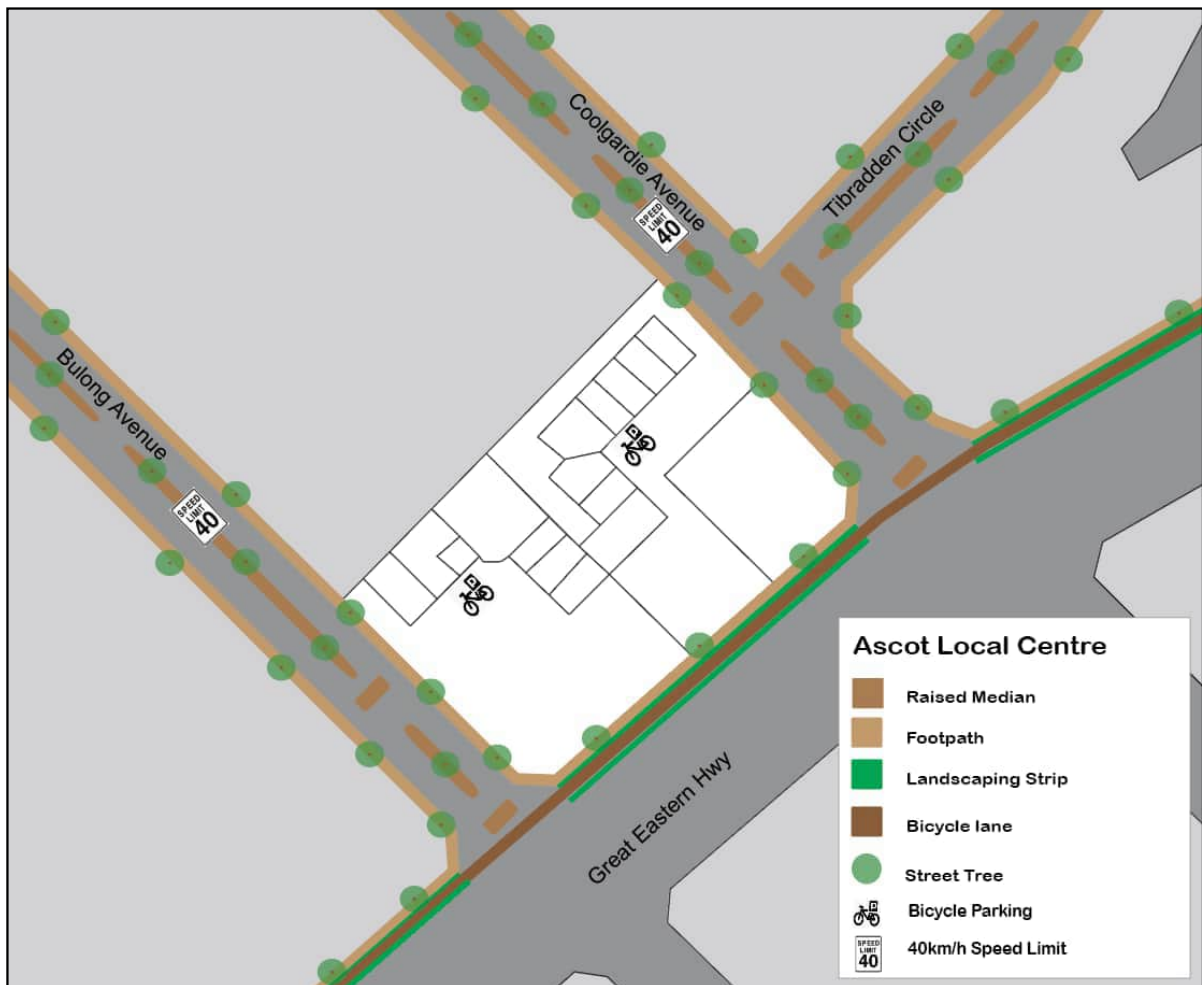 Coolgardie Avenue
Tibradden Circle
SPEED
LIMIT
40
Bulong Avenue
SPEED
LIMIT
40
Great Eastern Hwy
Ascot Local Centre
Raised Median
Footpath
Landscaping Strip
Bicycle lane
Street Tree
Bicycle Parking
SPEED
LIMIT
40
40km/h Speed Limit